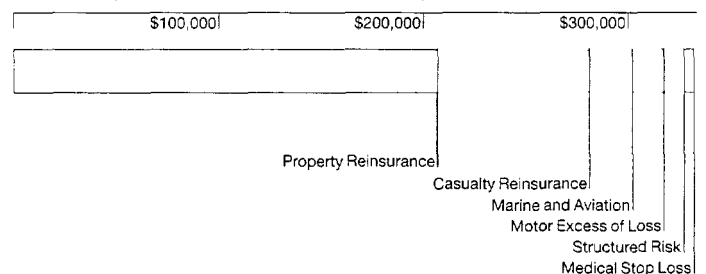 $100,000 $200,000 $300,000
Property Reinsurance
Casualty Reinsurance
Marine and Aviation
Motor Excess of Loss
Structured Risk
Medical Stop Loss